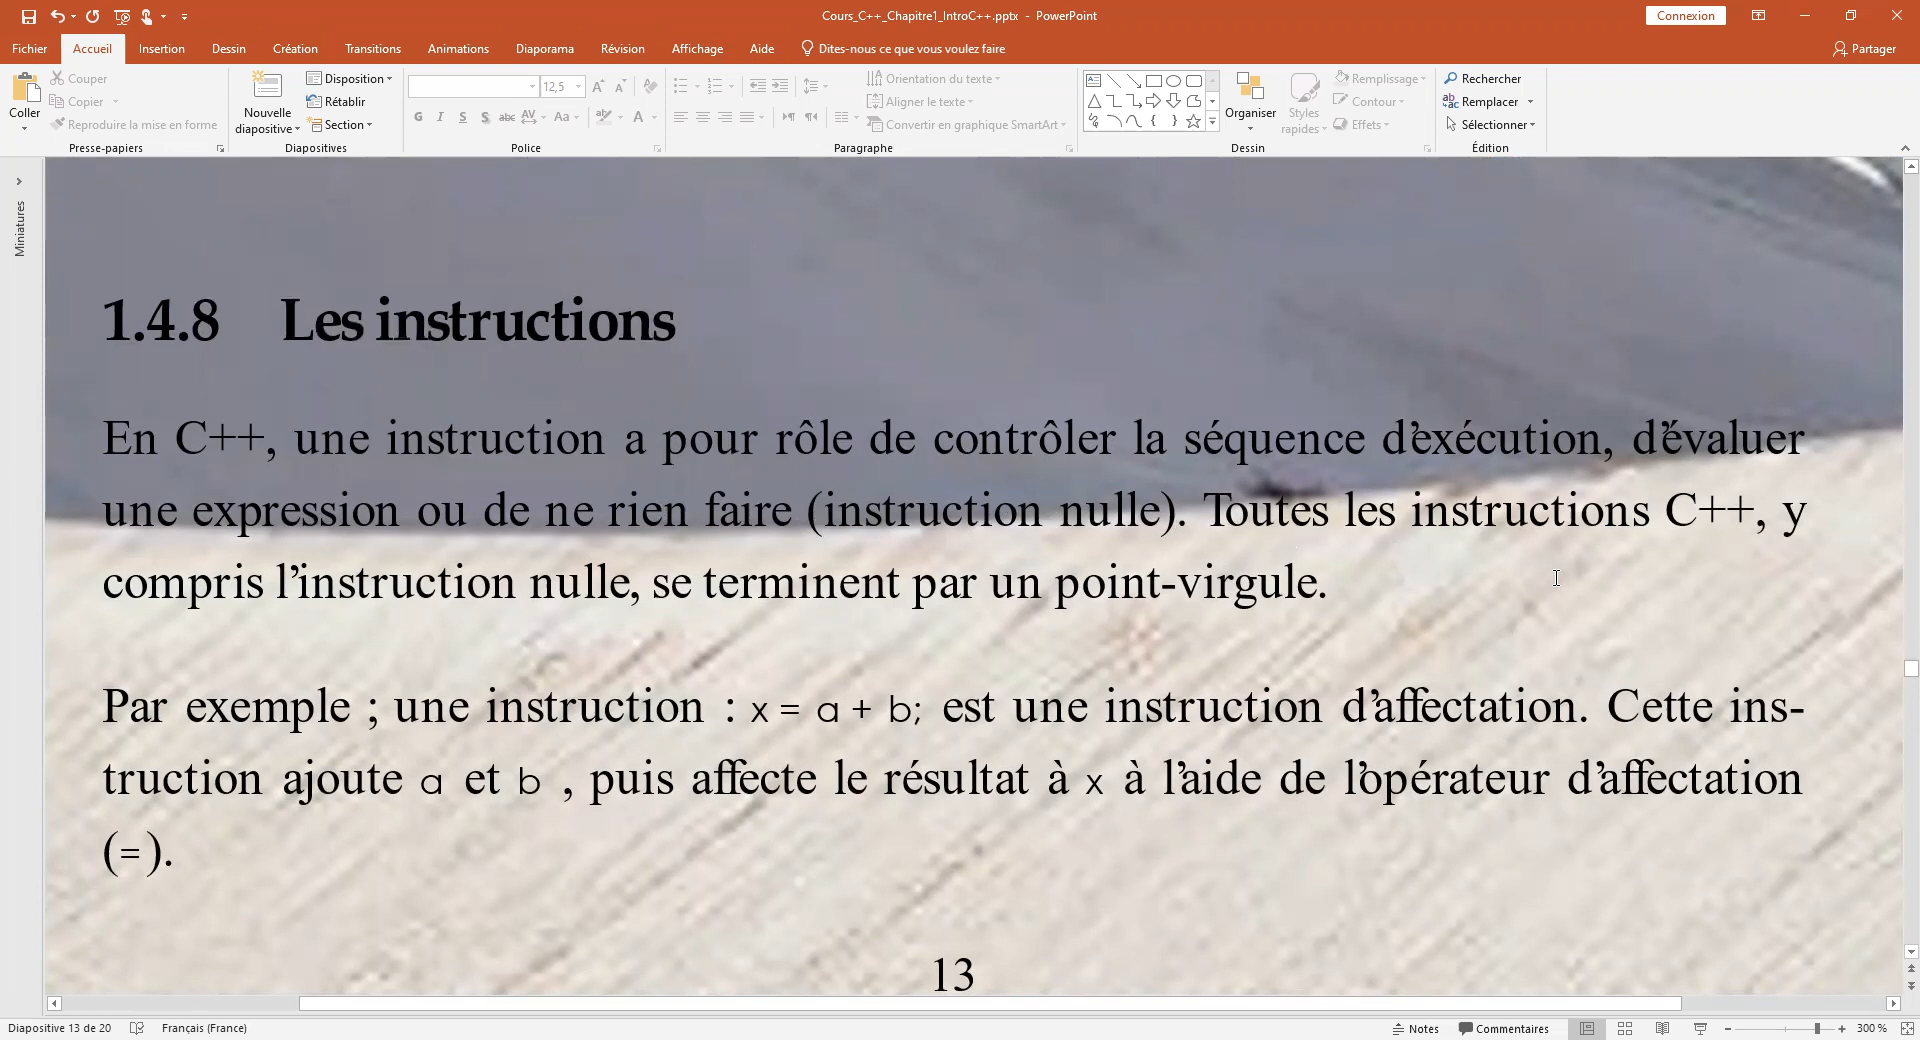 Cours_C++_Chapitre1_IntroC++.pptx - PowerPoint
Connexion
Fichier Accueil Insertion Dessin Création Transitions Animations Diaporama Révision Affichage Aide Dites-nous ce que vous voulez faire Partager
Couper
Copier
Reproduire la mise en forme
Coller
Presse-papiers
Nouvelle diapositive
Disposition
Rétablir
Section
Diapositives
12,5
G I S S abc AV Aa A
Police
Orientation du texte
Aligner le texte
Convertir en graphique SmartArt
Paragraphe
Organiser
Styles rapides
Remplissage
Contour
Effets
Dessin
Rechercher
Remplacer
Sélectionner
Édition
Miniatures
1.4.8 Les instructions
En C++, une instruction a pour rôle de contrôler la séquence d’exécution, d’évaluer
une expression ou de ne rien faire (instruction nulle). Toutes les instructions C++, y
compris l’instruction nulle, se terminent par un point-virgule.
Par exemple ; une instruction : x = a + b; est une instruction d’affectation. Cette ins-
truction ajoute a et b , puis affecte le résultat à x à l’aide de l’opérateur d’affectation
(=).
13
Diapositive 13 de 20 Français (France) Notes Commentaires 300 %